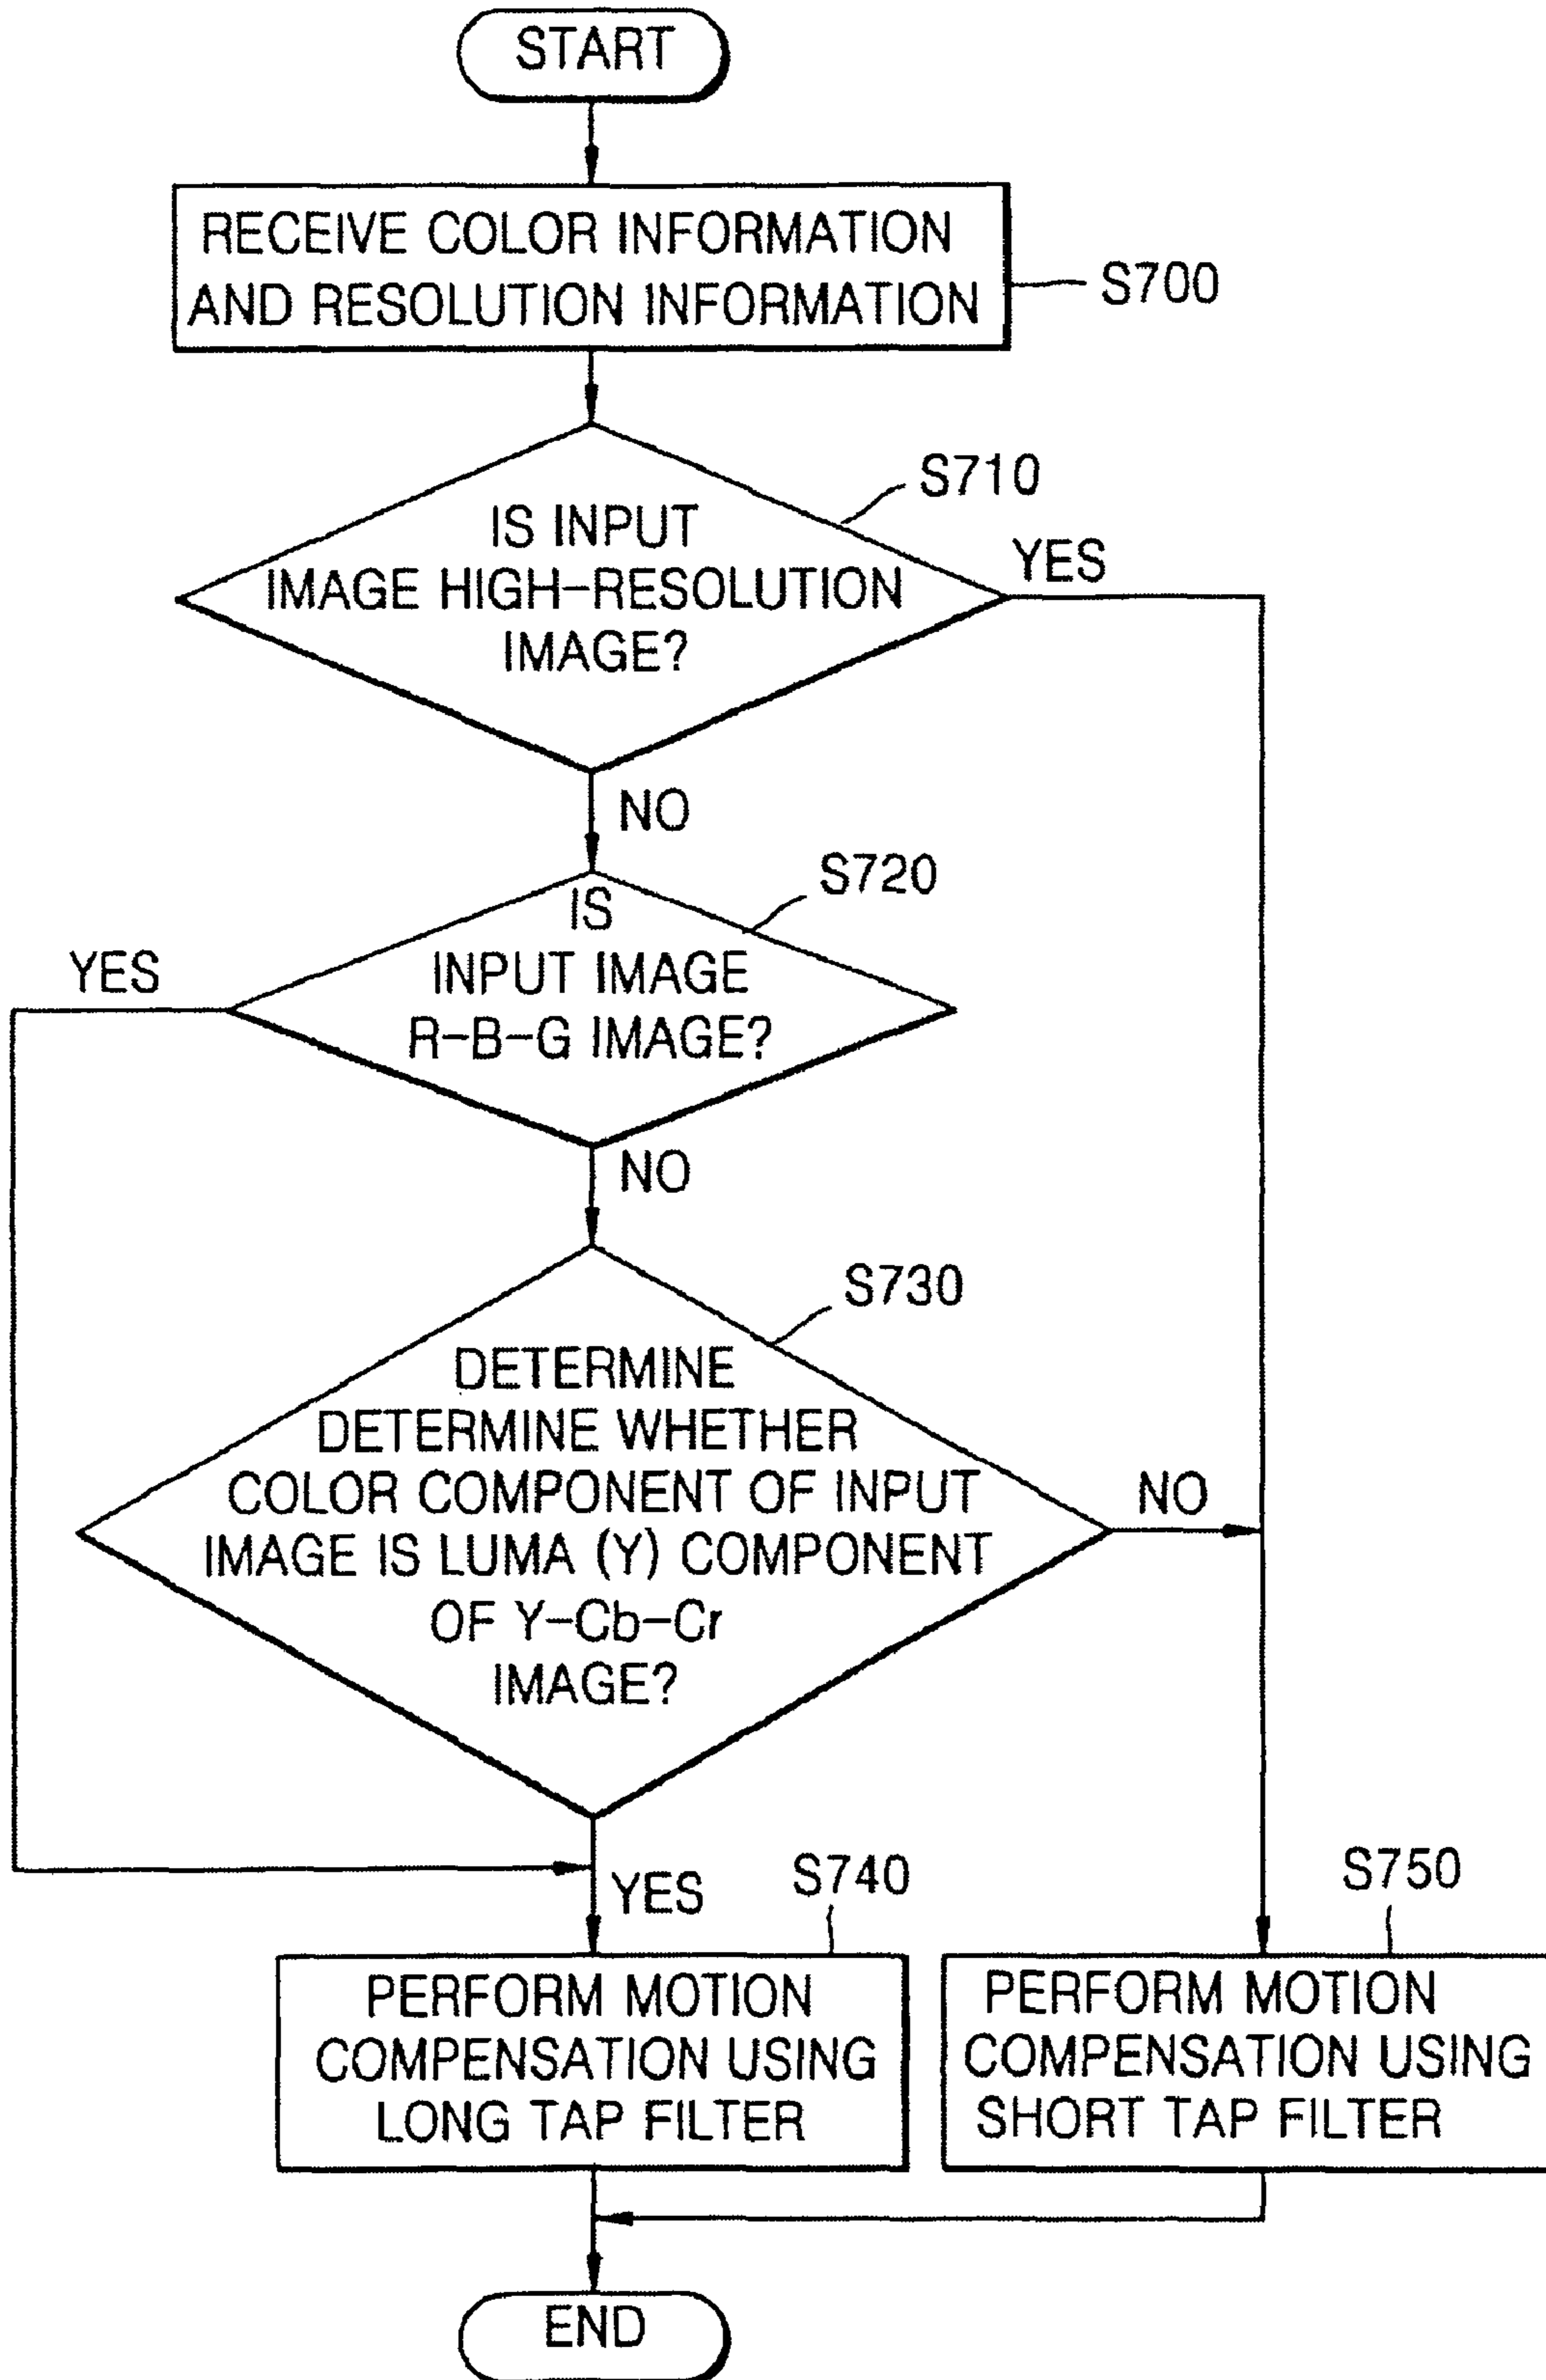 START
RECEIVE COLOR INFORMATION
AND RESOLUTION INFORMATION
S700
S710
IS INPUT
IMAGE HIGH-RESOLUTION
IMAGE?
YES
NO
S720
IS
INPUT IMAGE
R-B-G IMAGE?
YES
NO
S730
DETERMINE
DETERMINE WHETHER
COLOR COMPONENT OF INPUT
IMAGE IS LUMA (Y) COMPONENT
OF Y-Cb-Cr
IMAGE?
NO
YES
S740
S750
PERFORM MOTION
COMPENSATION USING
LONG TAP FILTER
PERFORM MOTION
COMPENSATION USING
SHORT TAP FILTER
END